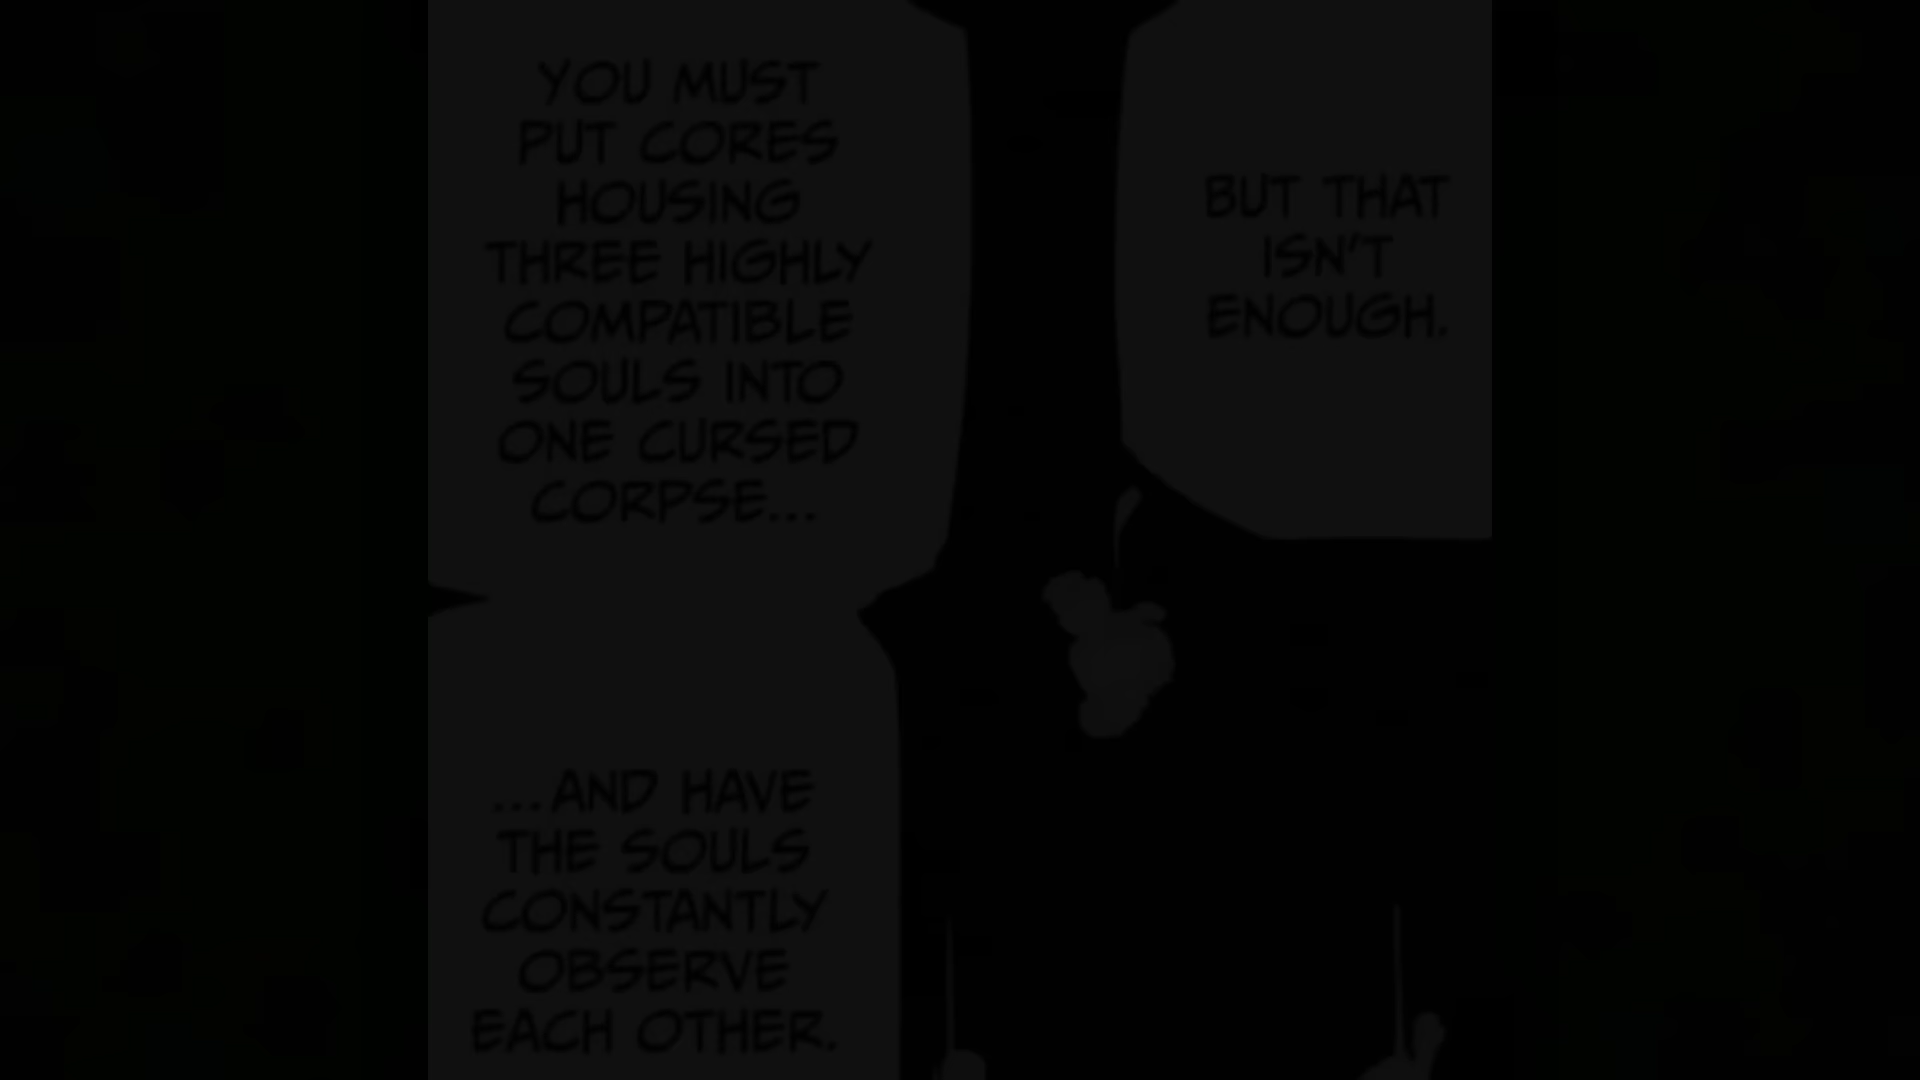 BUT THAT
ISN'T
ENOUGH.
YOU MUST
PUT CORES
HOUSING
THREE HIGHLY
COMPATIBLE
SOULS INTO
ONE CURSED
CORPSE...
...AND HAVE
THE SOULS
CONSTANTLY
OBSERVE
EACH OTHER.